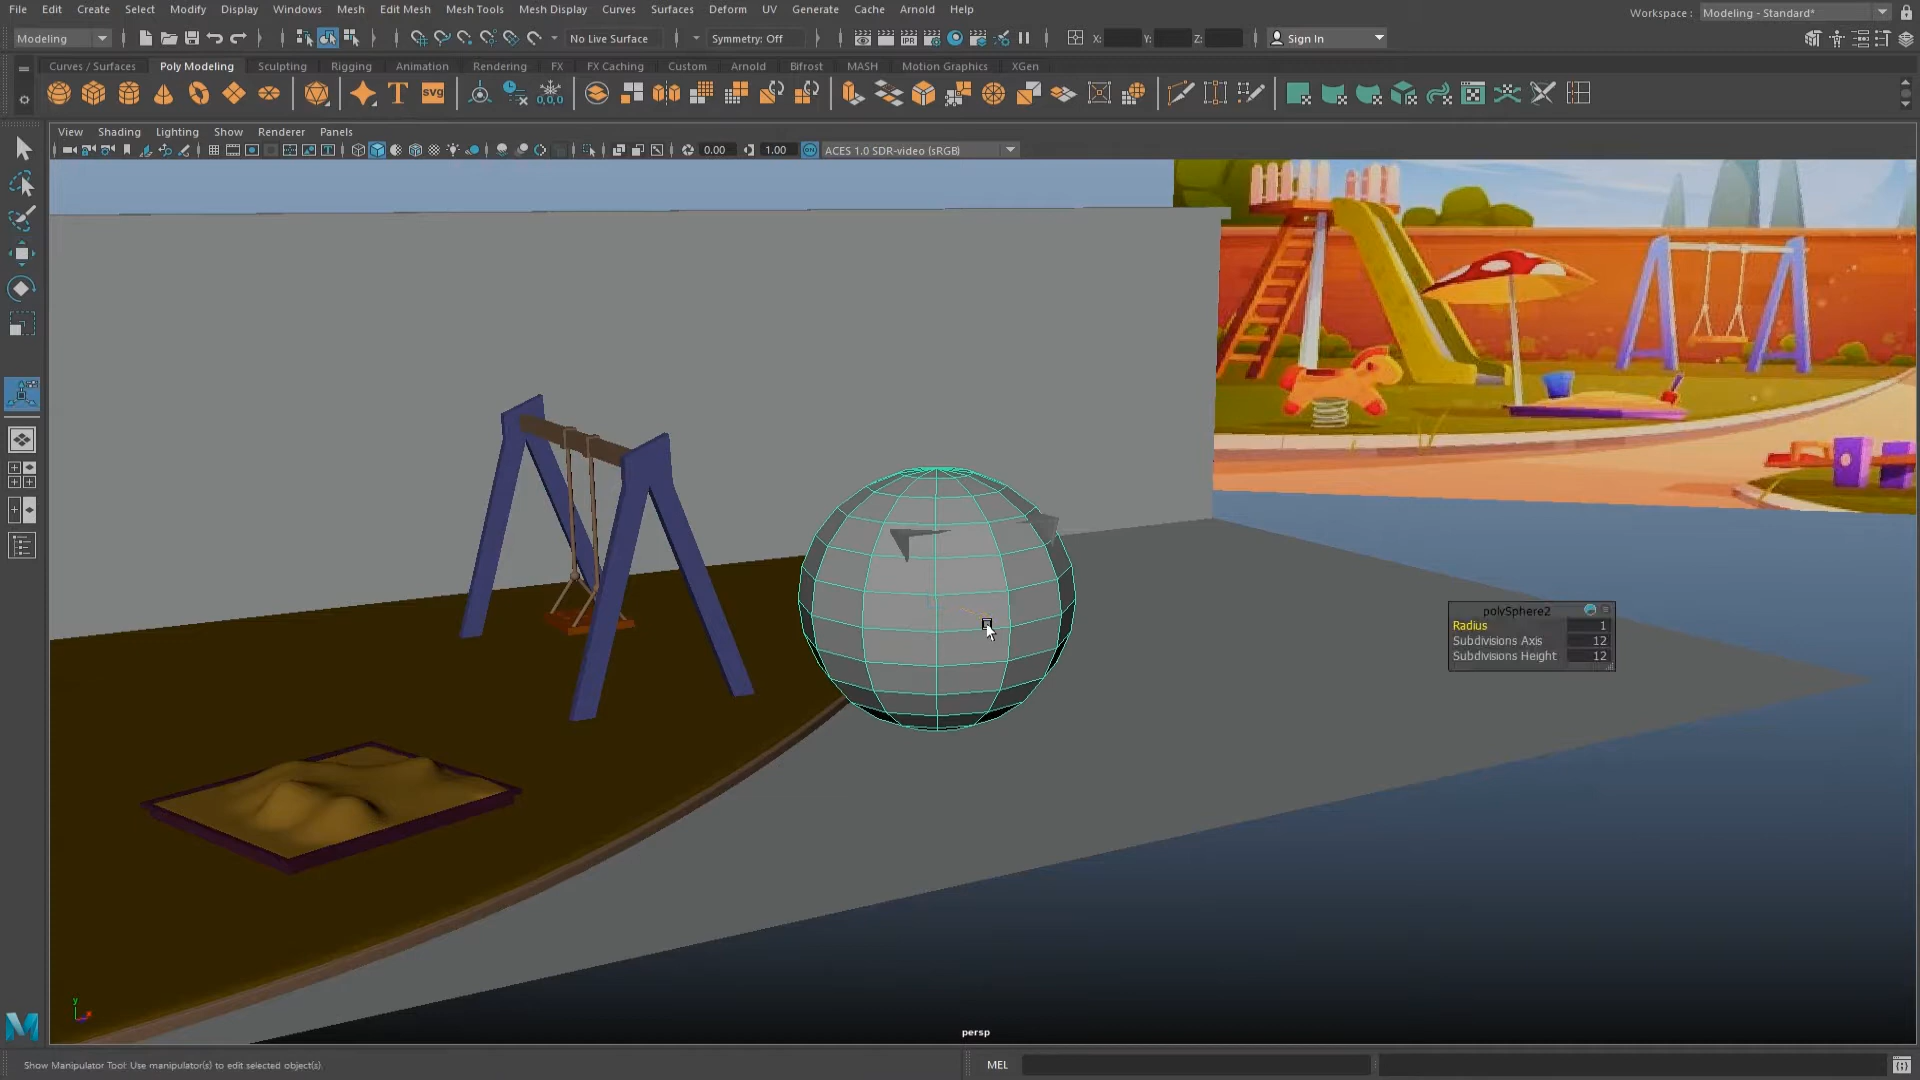 File Edit Create Select Modify Display Windows Mesh Edit Mesh Mesh Tools Mesh Display Curves Surfaces Deform UV Generate Cache Arnold Help
Workspace : Modeling - Standard*
Modeling No Live Surface Symmetry: Off X: Y: Z: Sign In
Curves / Surfaces Poly Modeling Sculpting Rigging Animation Rendering FX FX Caching Custom Arnold Bifrost MASH Motion Graphics XGen
T svg 0,0,0
View Shading Lighting Show Renderer Panels
0.00 1.00 ACES 1.0 SDR-video (sRGB)
polySphere2
Radius 1
Subdivisions Axis 12
Subdivisions Height 12
y
persp
Show Manipulator Tool: Use manipulator(s) to edit selected object(s)
MEL